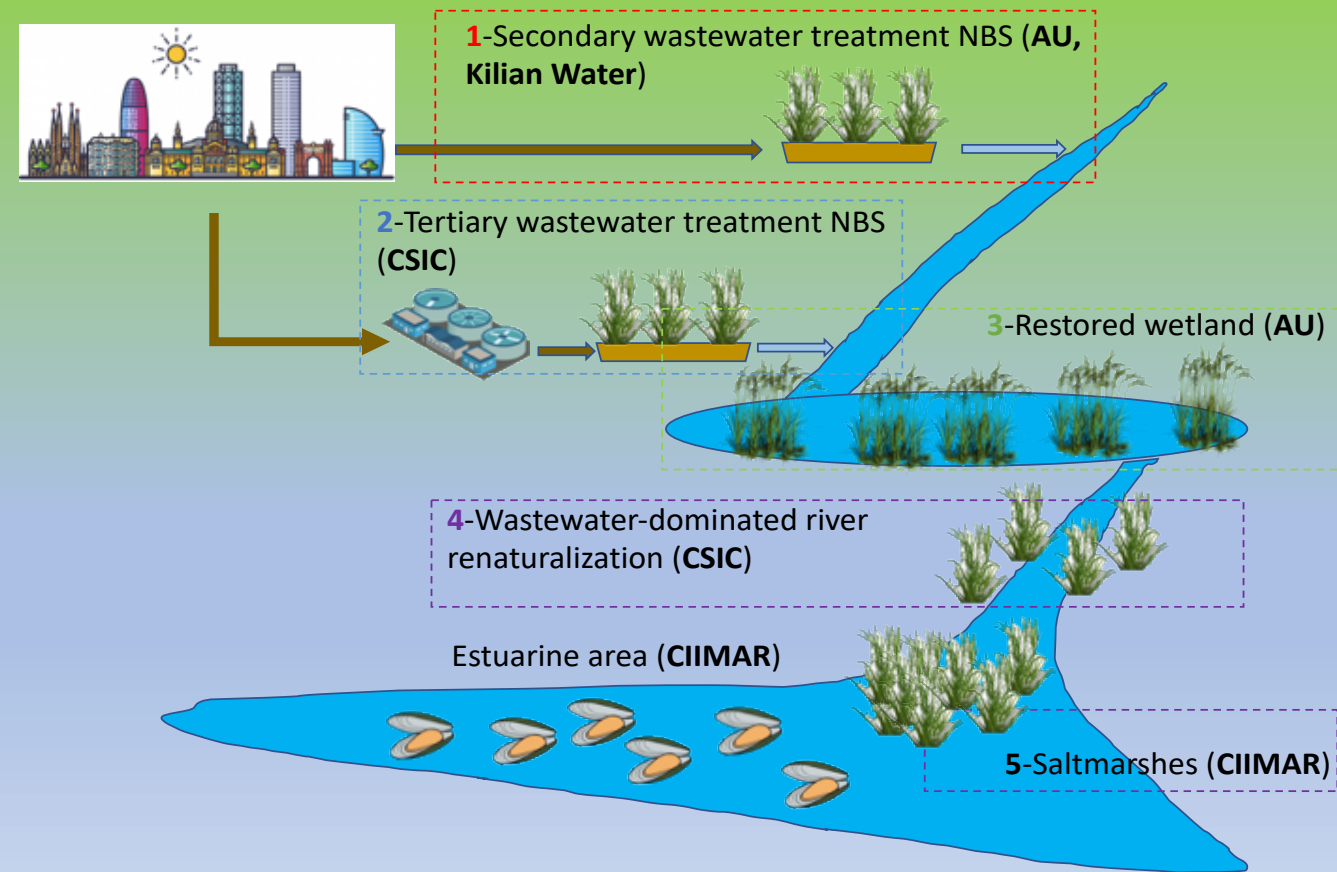 1-Secondary wastewater treatment NBS (AU,
Kilian Water)
2-Tertiary wastewater treatment NBS
(CSIC)
3-Restored wetland (AU)
4-Wastewater-dominated river
renaturalization (CSIC)
Estuarine area (CIIMAR)
5-Saltmarshes (CIIMAR)